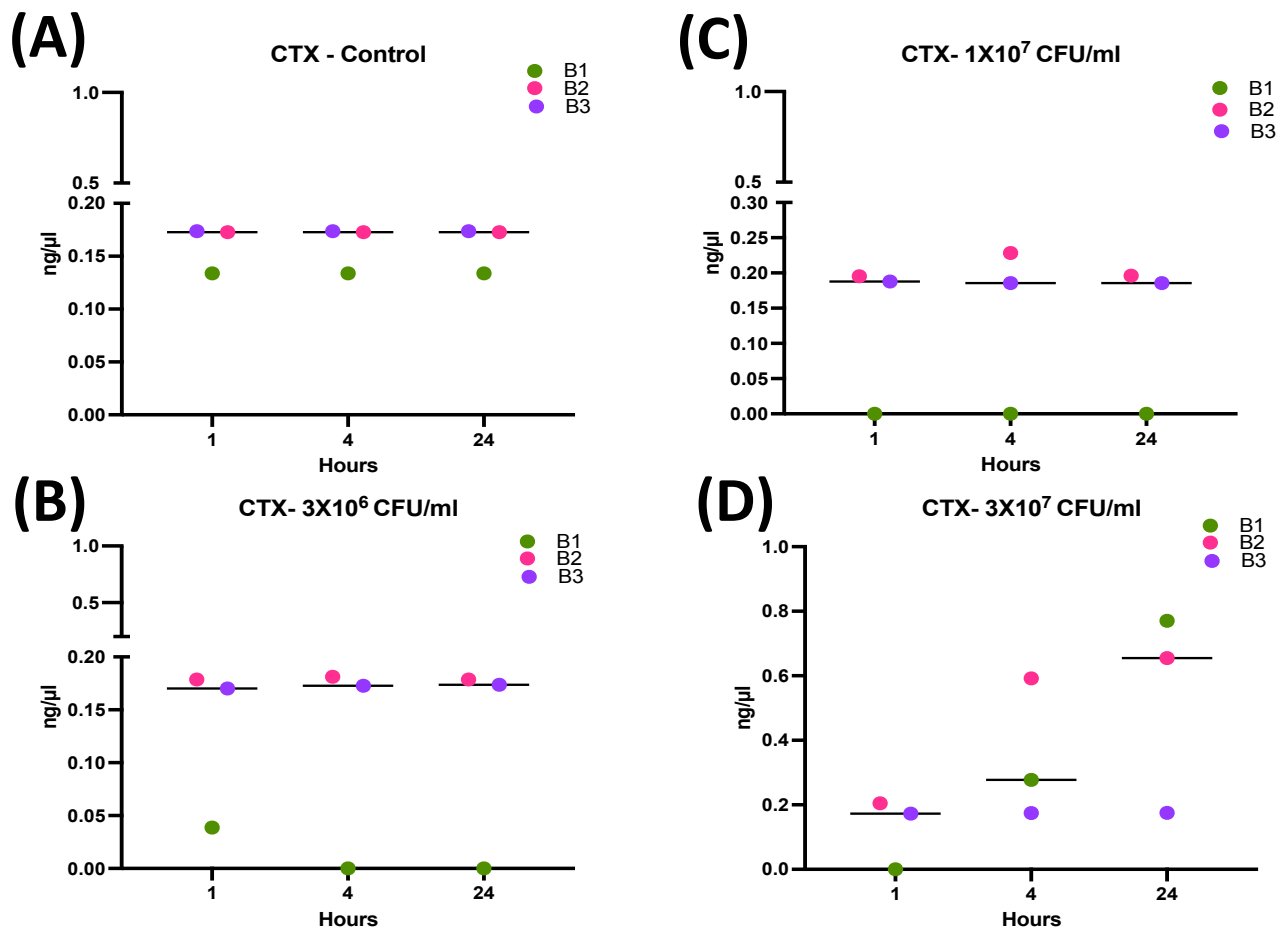 (A)
CTX - Control
B1
B2
B3
1.0
0.5
0.20
0.15
0.10
0.05
0.00
ng/µl
1 4 24
Hours
(C)
CTX- 1X10⁷ CFU/ml
B1
B2
B3
1.0
0.5
0.30
0.25
0.20
0.15
0.10
0.05
0.00
ng/µl
1 4 24
Hours
(B)
CTX- 3X10⁶ CFU/ml
B1
B2
B3
1.0
0.5
0.20
0.15
0.10
0.05
0.00
ng/µl
1 4 24
Hours
(D)
CTX- 3X10⁷ CFU/ml
B1
B2
B3
1.0
0.8
0.6
0.4
0.2
0.0
ng/µl
1 4 24
Hours